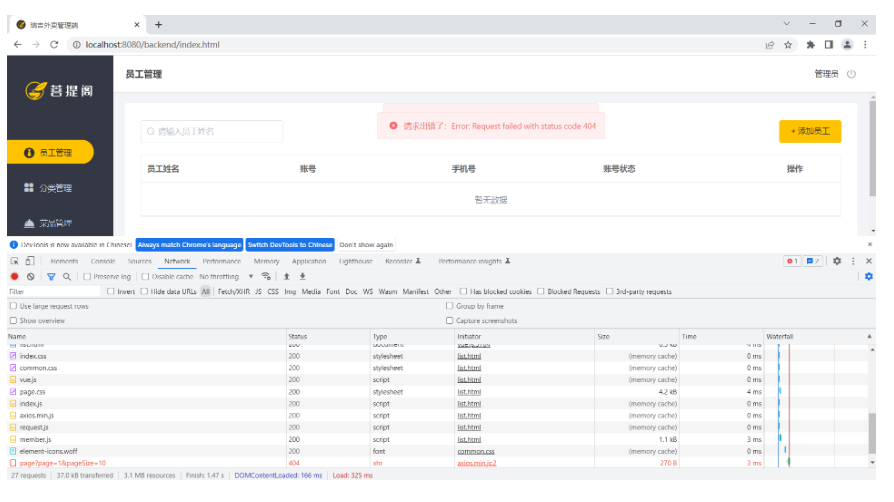 瑞吉外卖管理端
localhost:8080/backend/index.html
菩提阁
员工管理
管理员
请输入员工姓名
请求出错了：Error: Request failed with status code 404
+ 添加员工
员工管理
员工姓名 账号 手机号 账号状态 操作
分类管理
暂无数据
菜品管理
DevTools is now available in Chinese! Always match Chrome's language Switch DevTools to Chinese Don't show again
Elements Console Sources Network Performance Memory Application Lighthouse Recorder Performance insights 1 2
Preserve log Disable cache No throttling
Filter Invert Hide data URLs All Fetch/XHR JS CSS Img Media Font Doc WS Wasm Manifest Other Has blocked cookies Blocked Requests 3rd-party requests
Use large request rows Group by frame
Show overview Capture screenshots
Name Status Type Initiator Size Time Waterfall
index.css 200 stylesheet list.html (memory cache) 0 ms
common.css 200 stylesheet list.html (memory cache) 0 ms
vue.js 200 script list.html (memory cache) 0 ms
page.css 200 stylesheet list.html 4.2 kB 4 ms
index.js 200 script list.html (memory cache) 0 ms
axios.min.js 200 script list.html (memory cache) 0 ms
request.js 200 script list.html (memory cache) 0 ms
member.js 200 script list.html 1.1 kB 3 ms
element-icons.woff 200 font common.css (memory cache) 0 ms
page?page=1&pageSize=10 404 xhr axios.min.js:2 270 B 3 ms
27 requests 37.0 kB transferred 3.1 MB resources Finish: 1.47 s DOMContentLoaded: 166 ms Load: 325 ms